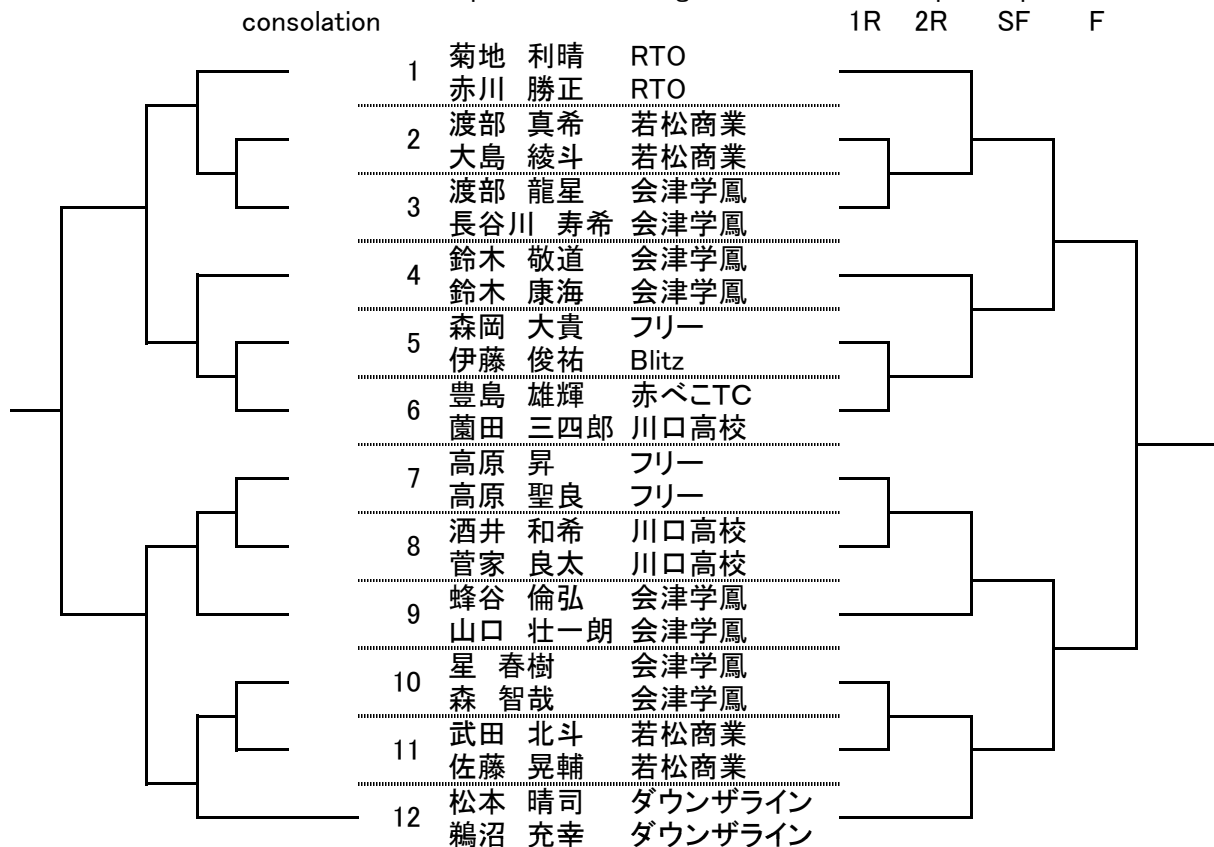 consolation 1R 2R SF F
1 菊地 利晴 RTO
赤川 勝正 RTO
2 渡部 真希 若松商業
大島 綾斗 若松商業
3 渡部 龍星 会津学鳳
長谷川 寿希 会津学鳳
4 鈴木 敬道 会津学鳳
鈴木 康海 会津学鳳
5 森岡 大貴 フリー
伊藤 俊祐 Blitz
6 豊島 雄輝 赤べこTC
薗田 三四郎 川口高校
7 高原 昇 フリー
高原 聖良 フリー
8 酒井 和希 川口高校
菅家 良太 川口高校
9 蜂谷 倫弘 会津学鳳
山口 壮一朗 会津学鳳
10 星 春樹 会津学鳳
森 智哉 会津学鳳
11 武田 北斗 若松商業
佐藤 晃輔 若松商業
12 松本 晴司 ダウンザライン
鵜沼 充幸 ダウンザライン